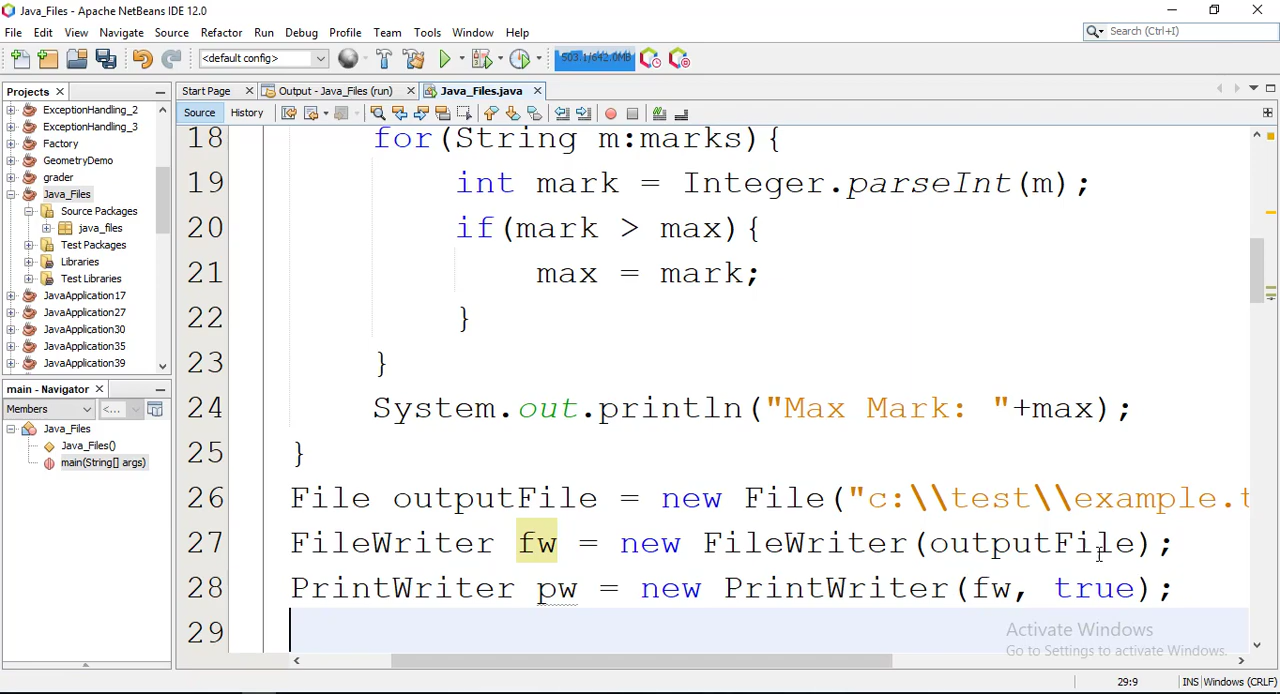 Java_Files - Apache NetBeans IDE 12.0
File Edit View Navigate Source Refactor Run Debug Profile Team Tools Window Help
<default config> 503.1/642.0MB Search (Ctrl+I)
Projects Start Page Output - Java_Files (run) Java_Files.java
Source History
ExceptionHandling_2
ExceptionHandling_3
Factory
GeometryDemo
grader
Java_Files
Source Packages
java_files
Test Packages
Libraries
Test Libraries
JavaApplication17
JavaApplication27
JavaApplication30
JavaApplication35
JavaApplication39
main - Navigator
Members <...
Java_Files
Java_Files()
main(String[] args)
18 for(String m:marks){
19 int mark = Integer.parseInt(m);
20 if(mark > max){
21 max = mark;
22 }
23 }
24 System.out.println("Max Mark: "+max);
25 }
26 File outputFile = new File("c:\\test\\example.t
27 FileWriter fw = new FileWriter(outputFile);
28 PrintWriter pw = new PrintWriter(fw, true);
29
Activate Windows
Go to Settings to activate Windows.
29:9 INS Windows (CRLF)